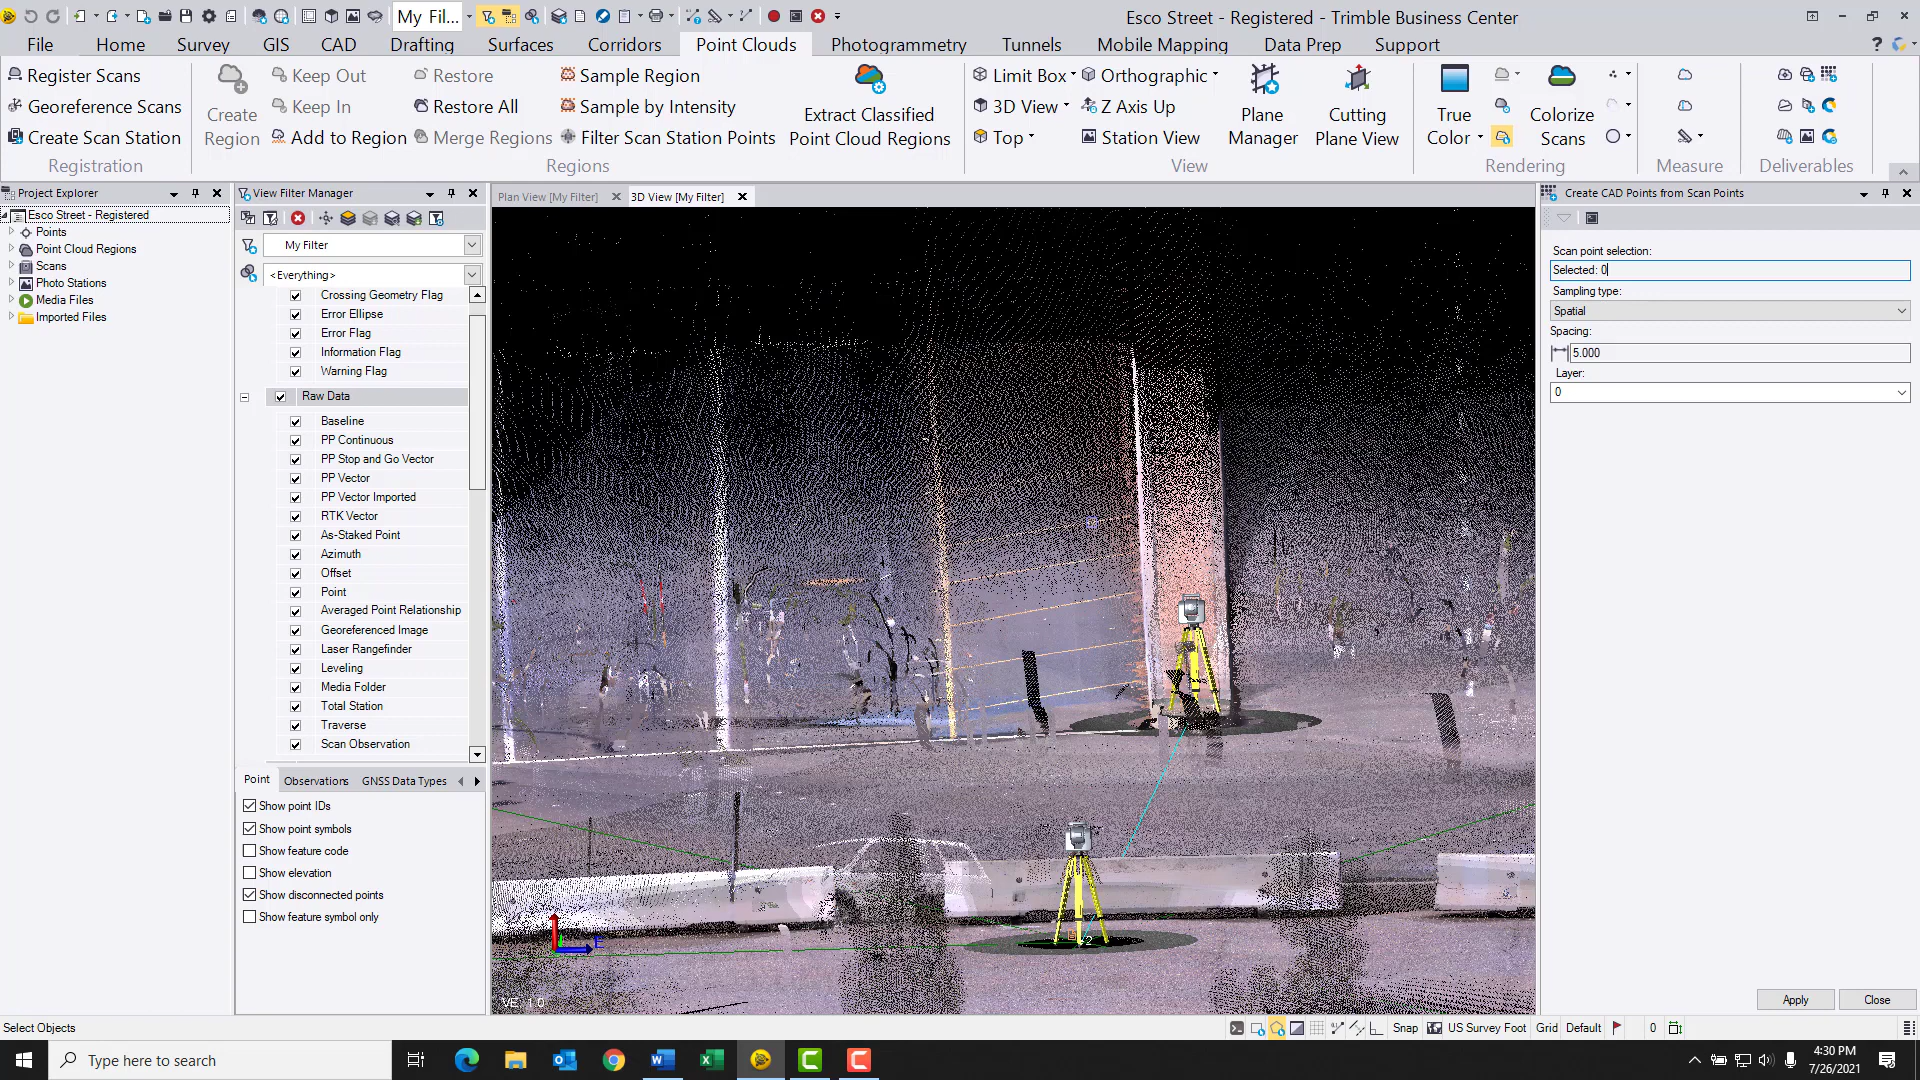 My Fil...
Esco Street - Registered - Trimble Business Center
File Home Survey GIS CAD Drafting Surfaces Corridors Point Clouds Photogrammetry Tunnels Mobile Mapping Data Prep Support
Register Scans
Georeference Scans
Create Scan Station
Registration
Create Region
Keep Out
Keep In
Add to Region
Restore
Restore All
Merge Regions
Sample Region
Sample by Intensity
Filter Scan Station Points
Regions
Extract Classified
Point Cloud Regions
Limit Box
3D View
Top
Orthographic
Z Axis Up
Station View
Plane Manager
Cutting Plane View
View
True Color
Colorize Scans
Rendering
Measure
Deliverables
Project Explorer
Esco Street - Registered
Points
Point Cloud Regions
Scans
Photo Stations
Media Files
Imported Files
View Filter Manager
My Filter
<Everything>
Crossing Geometry Flag
Error Ellipse
Error Flag
Information Flag
Warning Flag
Raw Data
Baseline
PP Continuous
PP Stop and Go Vector
PP Vector
PP Vector Imported
RTK Vector
As-Staked Point
Azimuth
Offset
Point
Averaged Point Relationship
Georeferenced Image
Laser Rangefinder
Leveling
Media Folder
Total Station
Traverse
Scan Observation
Point Observations GNSS Data Types
Show point IDs
Show point symbols
Show feature code
Show elevation
Show disconnected points
Show feature symbol only
Plan View [My Filter] 3D View [My Filter]
2
E
VE: 1.0
Create CAD Points from Scan Points
Scan point selection:
Selected: 0
Sampling type:
Spatial
Spacing:
5.000
Layer:
0
Apply Close
Select Objects
Snap US Survey Foot Grid Default 0
Type here to search
4:30 PM
7/26/2021